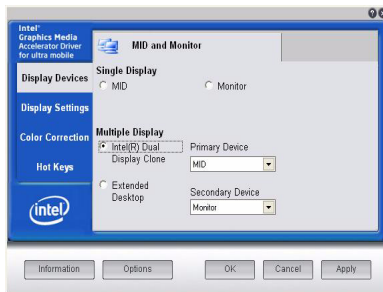 Intel®
Graphics Media
Accelerator Driver
for ultra mobile
MID and Monitor
Display Devices
Display Settings
Color Correction
Hot Keys
intel
Single Display
MID
Monitor
Multiple Display
Intel(R) Dual
Display Clone
Primary Device
MID
Extended
Desktop
Secondary Device
Monitor
Information
Options
OK
Cancel
Apply